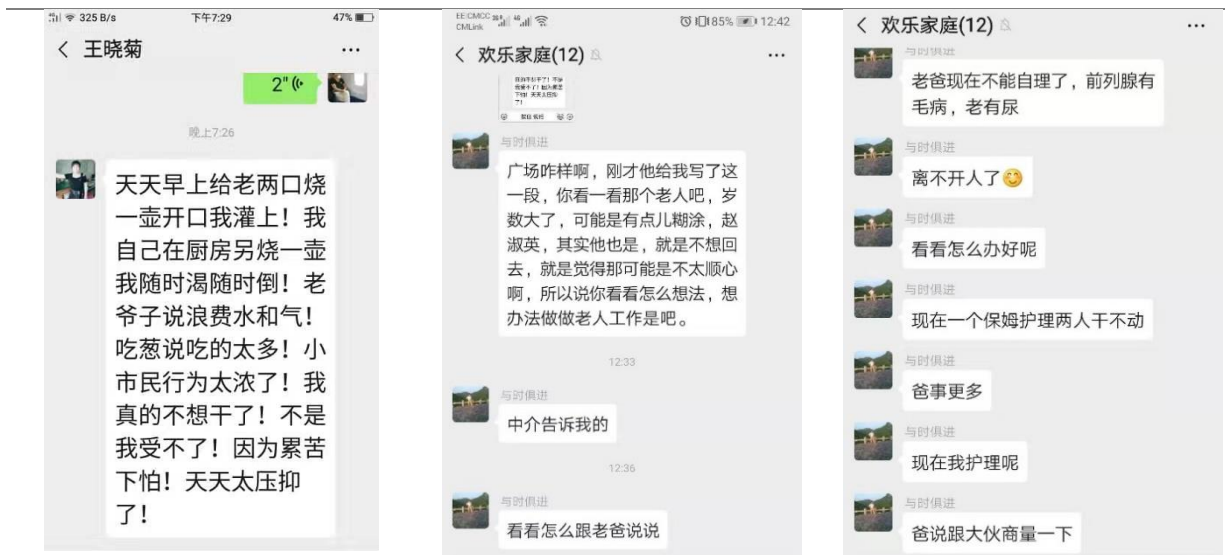 325 B/s 下午7:29 47%
王晓菊
2"
晚上7:26
天天早上给老两口烧
一壶开口我灌上！我
自己在厨房另烧一壶
我随时渴随时倒！老
爷子说浪费水和气！
吃葱说吃的太多！小
市民行为太浓了！我
真的不想干了！不是
我受不了！因为累苦
下怕！天天太压抑
了！
EE:CMCC
CMLink
85% 12:42
欢乐家庭(12)
与时俱进
广场咋样啊，刚才他给我写了这
一段，你看一看那个老人吧，岁
数大了，可能是有点儿糊涂，赵
淑英，其实他也是，就是不想回
去，就是觉得那可能是不太顺心
啊，所以说你看看怎么想法，想
办法做做老人工作是吧。
12:33
与时俱进
中介告诉我的
12:36
与时俱进
看看怎么跟老爸说说
欢乐家庭(12)
与时俱进
老爸现在不能自理了，前列腺有
毛病，老有尿
与时俱进
离不开人了
与时俱进
看看怎么办好呢
与时俱进
现在一个保姆护理两人干不动
与时俱进
爸事更多
与时俱进
现在我护理呢
与时俱进
爸说跟大伙商量一下